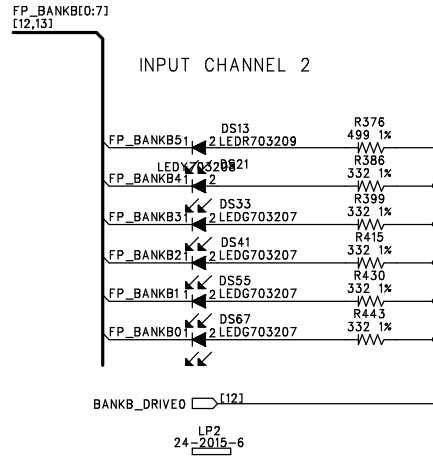 FP_BANKB[0:7]
[12,13]
INPUT CHANNEL 2
R376
DS13 499 1%
FP_BANKB5 1 2 LEDR703209
R386
LEDY703208 DS21 332 1%
FP_BANKB4 1 2
R399
DS33 332 1%
FP_BANKB3 1 2 LEDG703207
R415
DS41 332 1%
FP_BANKB2 1 2 LEDG703207
R430
DS55 332 1%
FP_BANKB1 1 2 LEDG703207
R443
DS67 332 1%
FP_BANKB0 1 2 LEDG703207
BANKB_DRIVE0 [12]
LP2
24-2015-6